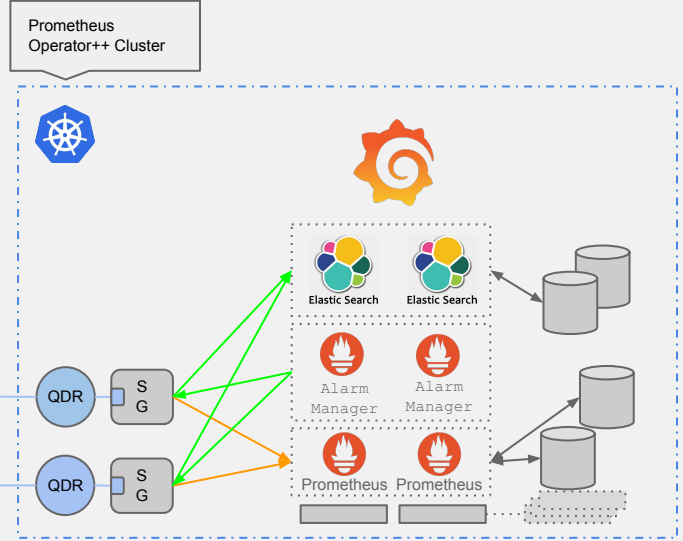 Prometheus
Operator++ Cluster
Elastic Search
Elastic Search
Alarm
Manager
Alarm
Manager
QDR
S
G
QDR
S
G
Prometheus
Prometheus